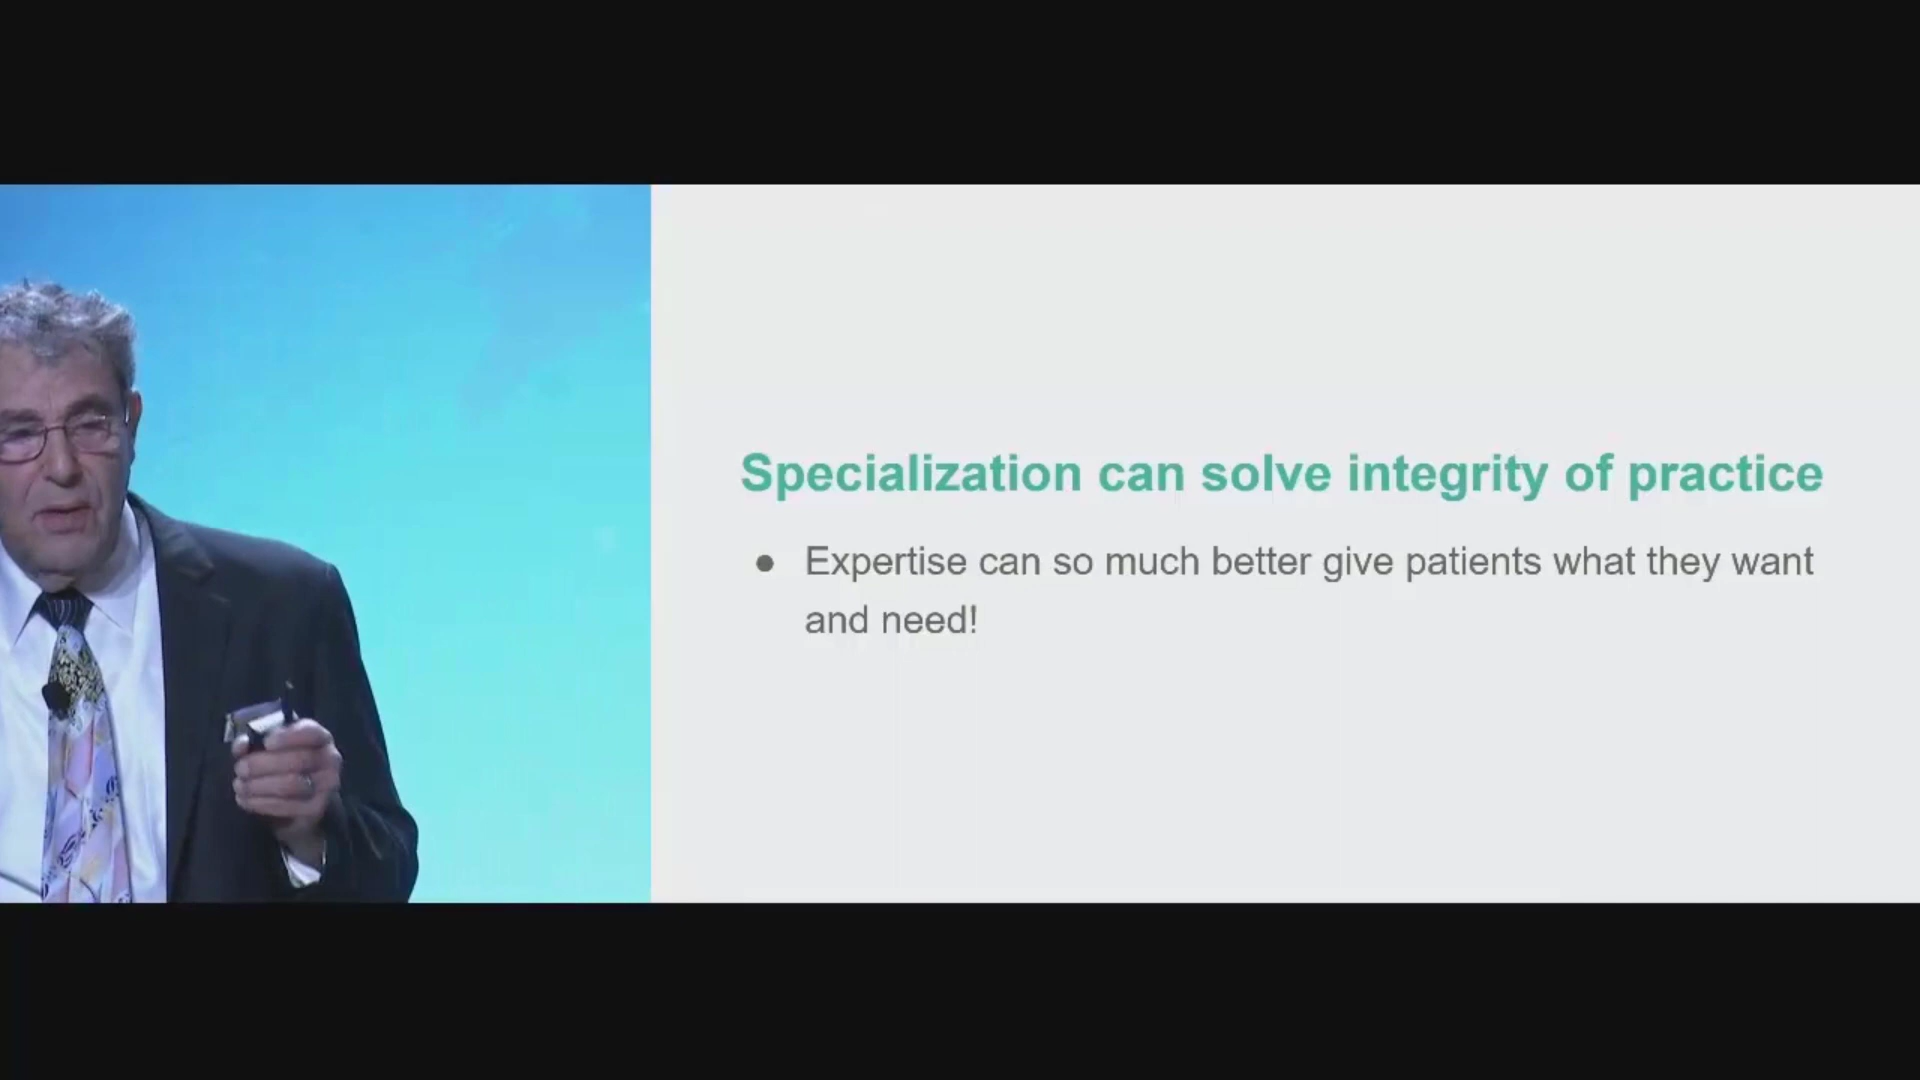 Specialization can solve integrity of practice
● Expertise can so much better give patients what they want
and need!